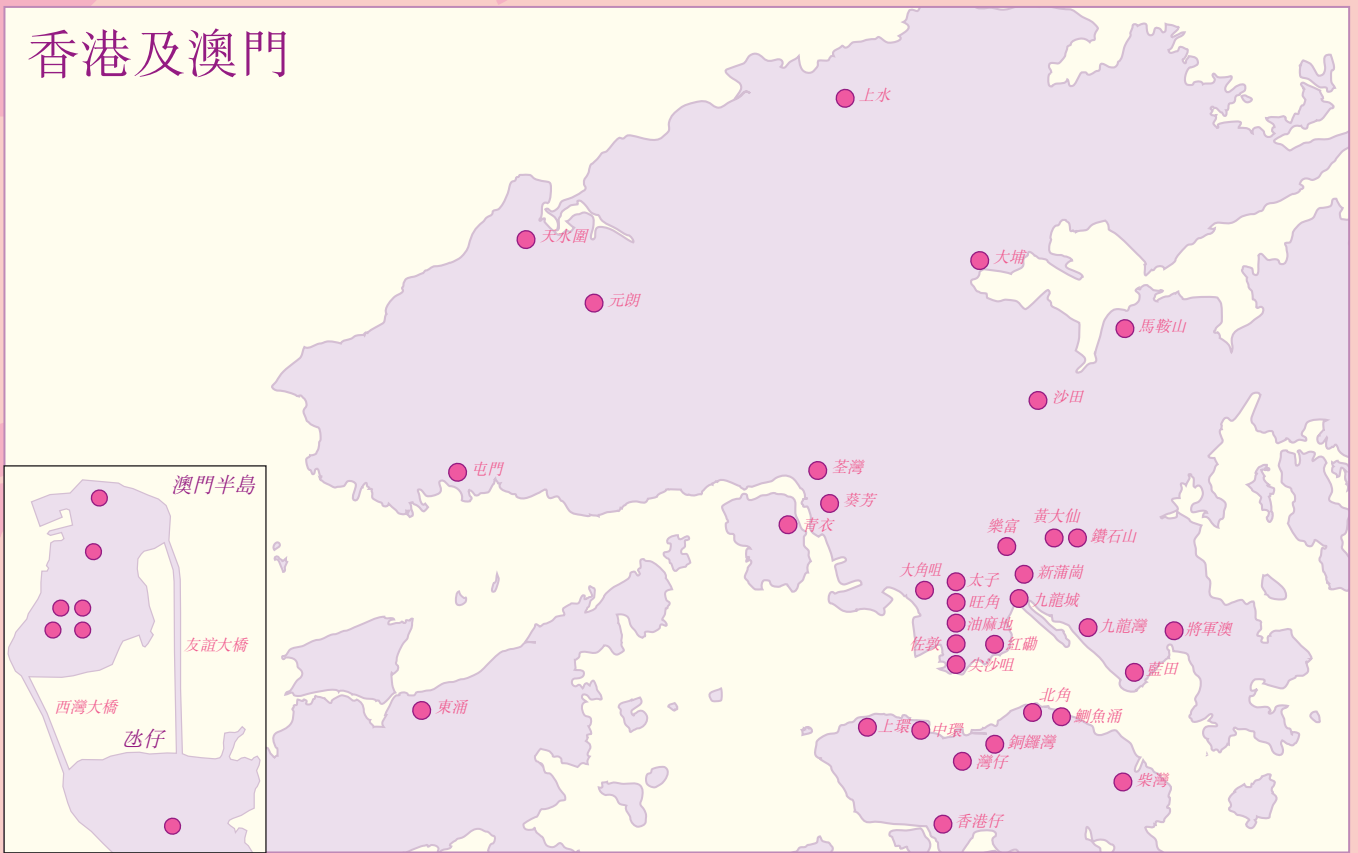 香港及澳門
上水
天水圍
大埔
元朗
馬鞍山
沙田
屯門
荃灣
葵芳
青衣
黃大仙
樂富
鑽石山
大角咀
太子
新蒲崗
旺角
九龍城
油麻地
九龍灣
將軍澳
佐敦
紅磡
尖沙咀
藍田
北角
東涌
鰂魚涌
上環
中環
銅鑼灣
灣仔
柴灣
香港仔
澳門半島
友誼大橋
西灣大橋
氹仔